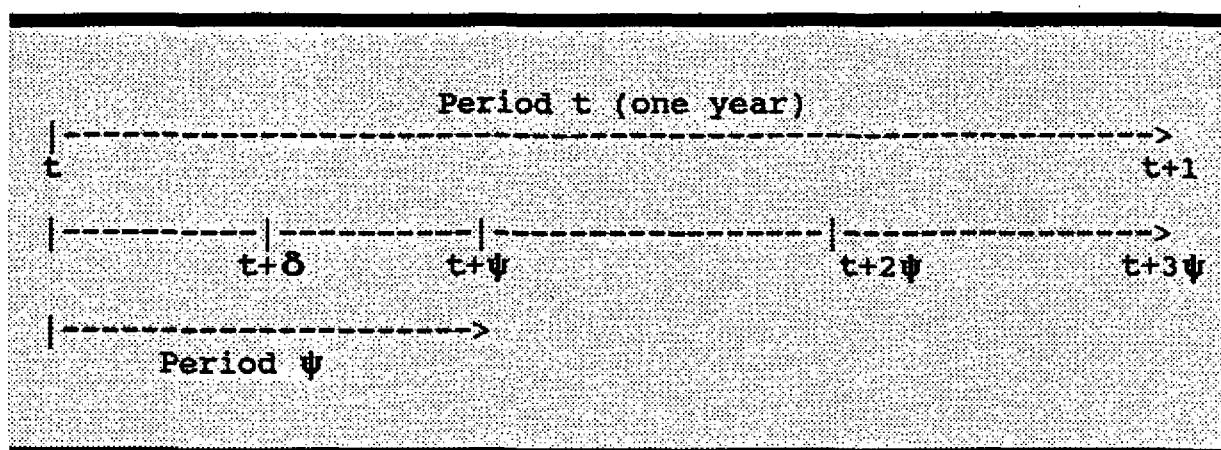 Period t (one year)
|-------------------------------------------------->
t t+1
|---------|---------|---------------|--------------->
t+δ t+ψ t+2ψ t+3ψ
|------------------->
Period ψ